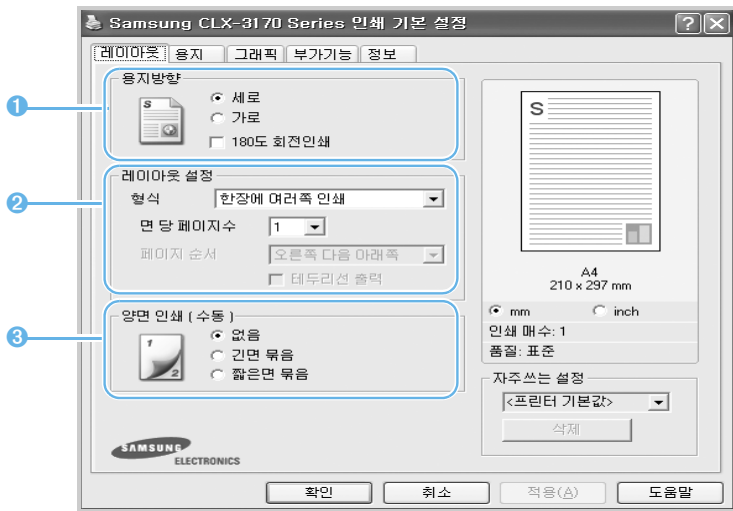 Samsung CLX-3170 Series 인쇄 기본 설정
레이아웃 용지 그래픽 부가기능 정보
1
용지방향
S
세로
가로
180도 회전인쇄
2
레이아웃 설정
형식 한장에 여러쪽 인쇄
면 당 페이지수 1
페이지 순서 오른쪽 다음 아래쪽
테두리선 출력
3
양면 인쇄 ( 수동 )
1
2
없음
긴면 묶음
짧은면 묶음
SAMSUNG
ELECTRONICS
S
A4
210 x 297 mm
mm inch
인쇄 매수: 1
품질: 표준
자주쓰는 설정
<프린터 기본값>
삭제
확인 취소 적용(A) 도움말